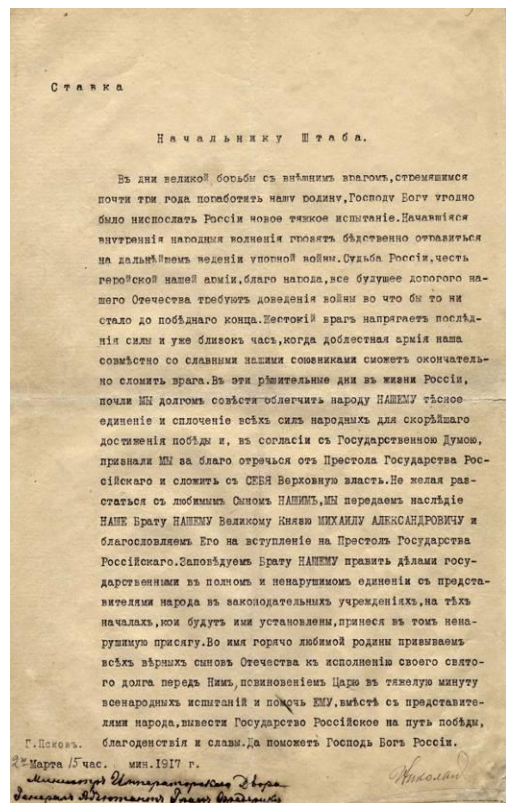 Ставка
Начальнику Штаба.
Въ дни великой борьбы съ внѣшнимъ врагомъ,стремящимся
почти три года поработить нашу родину,Господу Богу угодно
было ниспослать Россіи новое тяжкое испытаніе.Начавшіяся
внутреннія народныя волненія грозятъ бѣдственно отразиться
на дальнѣйшемъ веденіи упорной войны.Судьба Россіи,честь
геройской нашей арміи,благо народа,все будущее дорогого на-
шего Отечества требуютъ доведенія войны во что бы то ни
стало до побѣднаго конца.Жестокій врагъ напрягаетъ послѣд-
нія силы и уже близокъ часъ,когда доблестная армія наша
совмѣстно со славными нашими союзниками сможетъ окончатель-
но сломить врага.Въ эти рѣшительные дни въ жизни Россіи,
почли МЫ долгомъ совѣсти облегчить народу НАШЕМУ тѣсное
единеніе и сплоченіе всѣхъ силъ народныхъ для скорѣйшаго
достиженія побѣды и, въ согласіи съ Государственною Думою,
признали МЫ за благо отречься отъ Престола Государства Рос-
сійскаго и сложить съ СЕБЯ Верховную власть.Не желая раз-
статься съ любимымъ Сыномъ НАШИМЪ,МЫ передаемъ наслѣдіе
НАШЕ Брату НАШЕМУ Великому Князю МИХАИЛУ АЛЕКСАНДРОВИЧУ и
благословляемъ Его на вступленіе на Престолъ Государства
Россійскаго.Заповѣдуемъ Брату НАШЕМУ править дѣлами госу-
дарственными въ полномъ и ненарушимомъ единеніи съ предста-
вителями народа въ законодательныхъ учрежденіяхъ,на тѣхъ
началахъ,кои будутъ ими установлены,принеся въ томъ нена-
рушимую присягу.Во имя горячо любимой родины призываемъ
всѣхъ вѣрныхъ сыновъ Отечества къ исполненію своего свято-
го долга передъ Нимъ,повиновеніемъ Царю въ тяжелую минуту
всенародныхъ испытаній и помочь ЕМУ,вмѣстѣ съ представите-
лями народа,вывести Государство Россійское на путь побѣды,
благоденствія и славы.Да поможетъ Господь Богъ Россіи.
Г.Псковъ.
2го Марта 15 час. мин.1917 г.
Николай
Министръ Императорскаго Двора
Генералъ Адъютантъ Графъ Фредериксъ